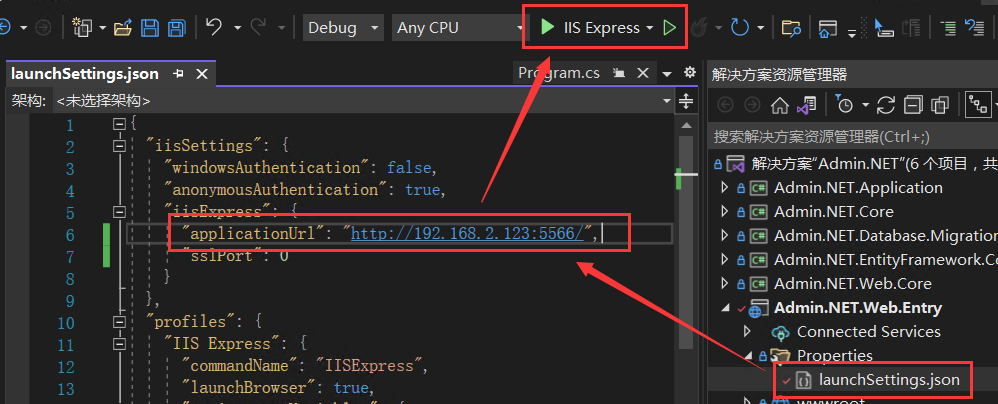 Debug Any CPU IIS Express
launchSettings.json Program.cs
架构: <未选择架构>
1 {
2 "iisSettings": {
3 "windowsAuthentication": false,
4 "anonymousAuthentication": true,
5 "iisExpress": {
6 "applicationUrl": "http://192.168.2.123:5566/",
7 "sslPort": 0
8 }
9 },
10 "profiles": {
11 "IIS Express": {
12 "commandName": "IISExpress",
13 "launchBrowser": true,
解决方案资源管理器
搜索解决方案资源管理器(Ctrl+;)
解决方案"Admin.NET"(6 个项目, 共
Admin.NET.Application
Admin.NET.Core
Admin.NET.Database.Migration
Admin.NET.EntityFramework.Co
Admin.NET.Web.Core
Admin.NET.Web.Entry
Connected Services
Properties
launchSettings.json
wwwroot